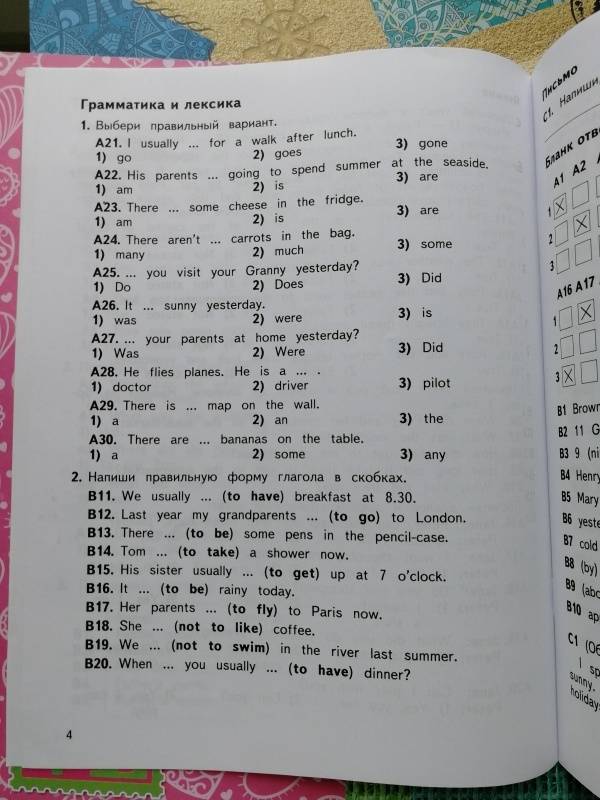 Грамматика и лексика
1. Выбери правильный вариант.
A21. I usually ... for a walk after lunch.
1) go 2) goes 3) gone
A22. His parents ... going to spend summer at the seaside.
1) am 2) is 3) are
A23. There ... some cheese in the fridge.
1) am 2) is 3) are
A24. There aren't ... carrots in the bag.
1) many 2) much 3) some
A25. ... you visit your Granny yesterday?
1) Do 2) Does 3) Did
A26. It ... sunny yesterday.
1) was 2) were 3) is
A27. ... your parents at home yesterday?
1) Was 2) Were 3) Did
A28. He flies planes. He is a ... .
1) doctor 2) driver 3) pilot
A29. There is ... map on the wall.
1) a 2) an 3) the
A30. There are ... bananas on the table.
1) a 2) some 3) any
2. Напиши правильную форму глагола в скобках.
B11. We usually ... (to have) breakfast at 8.30.
B12. Last year my grandparents ... (to go) to London.
B13. There ... (to be) some pens in the pencil-case.
B14. Tom ... (to take) a shower now.
B15. His sister usually ... (to get) up at 7 o'clock.
B16. It ... (to be) rainy today.
B17. Her parents ... (to fly) to Paris now.
B18. She ... (not to like) coffee.
B19. We ... (not to swim) in the river last summer.
B20. When ... you usually ... (to have) dinner?
4
Письмо
C1. Напиши
Бланк отве
A1 A2
1
2
3
A16 A17
1
2
3
B1 Brown
B2 11
B3 9 (ni
B4 Henry
B5 Mary
B6 yeste
B7 cold
B8 (by)
B9 (abo
B10 ap
C1 (Об
I sp
sunny.
holiday